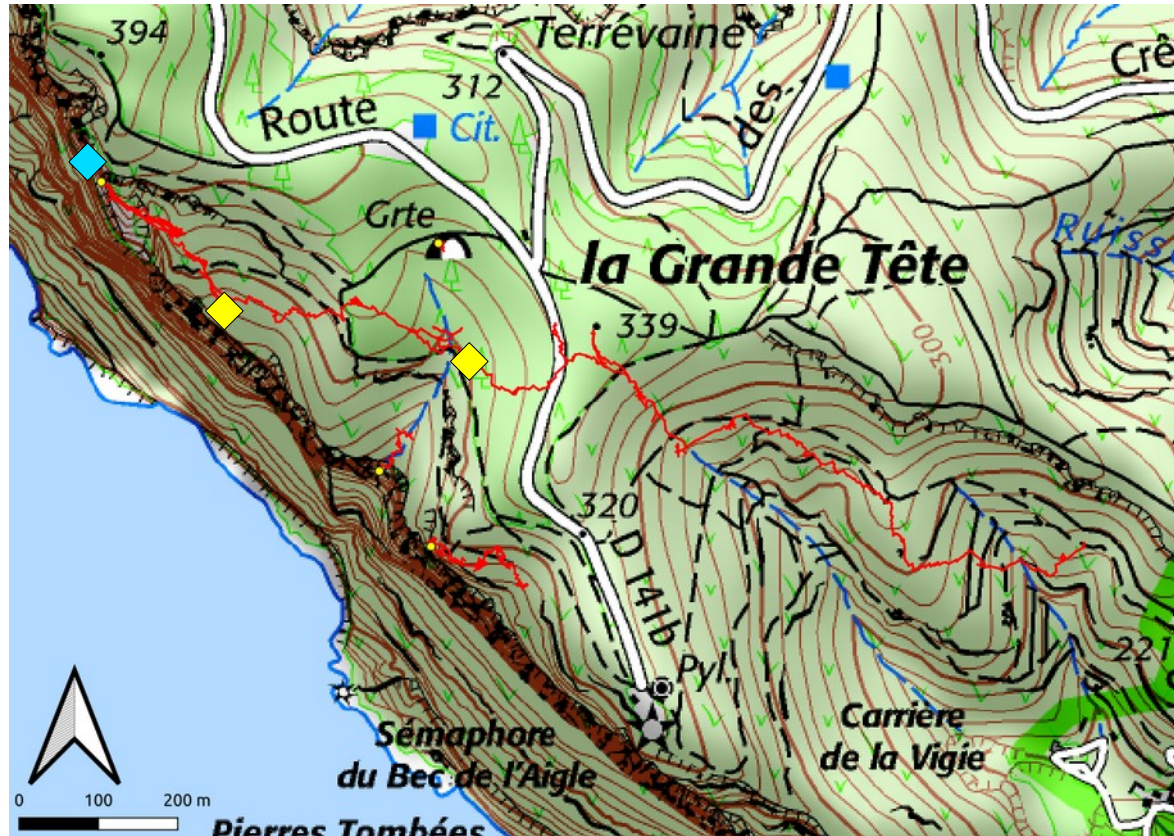 394
Terrévaine
Crê
312
Route
des
Cit.
Grte
Ruiss
la Grande Tête
339
300
320
D 141b
Pyl.
221
Sémaphore
du Bec de l'Aigle
Carrière
de la Vigie
0 100 200 m
Pierres Tombées